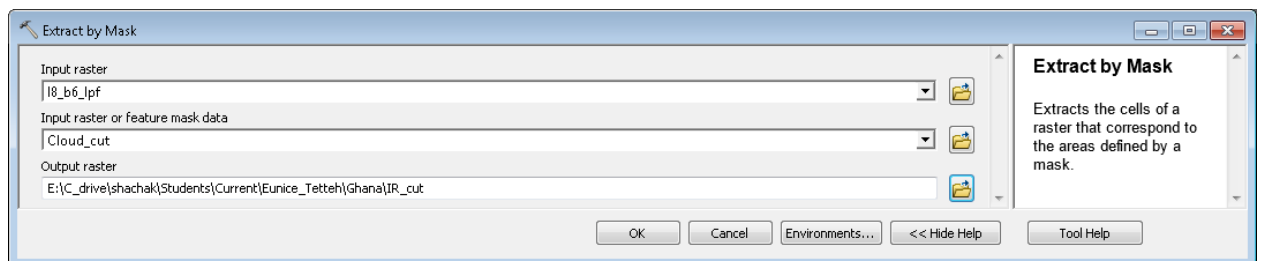 Extract by Mask
Input raster
l8_b6_lpf
Input raster or feature mask data
Cloud_cut
Output raster
E:\C_drive\shachak\Students\Current\Eunice_Tetteh\Ghana\IR_cut
OK
Cancel
Environments...
<< Hide Help
Extract by Mask
Extracts the cells of a
raster that correspond to
the areas defined by a
mask.
Tool Help